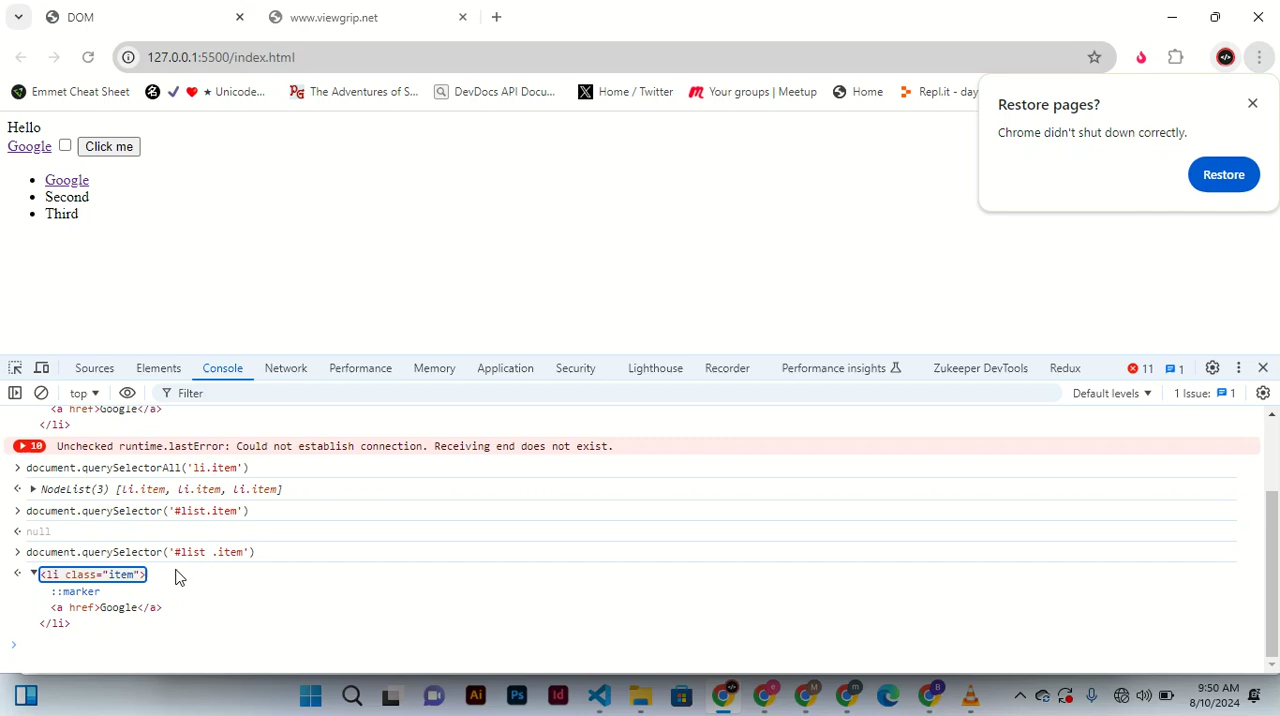 DOM
www.viewgrip.net
127.0.0.1:5500/index.html
Emmet Cheat Sheet
★ Unicode...
The Adventures of S...
DevDocs API Docu...
Home / Twitter
Your groups | Meetup
Home
Repl.it - day
Restore pages?
Chrome didn't shut down correctly.
Restore
Hello
Google Click me
• Google
• Second
• Third
Sources Elements Console Network Performance Memory Application Security Lighthouse Recorder Performance insights Zukeeper DevTools Redux 11 1
top Filter Default levels 1 Issue: 1
<a href>Google</a>
</li>
10 Unchecked runtime.lastError: Could not establish connection. Receiving end does not exist.
> document.querySelectorAll('li.item')
NodeList(3) [li.item, li.item, li.item]
> document.querySelector('#list.item')
null
> document.querySelector('#list .item')
<li class="item">
::marker
<a href>Google</a>
</li>
>
Ai Ps Id M m B
9:50 AM
8/10/2024